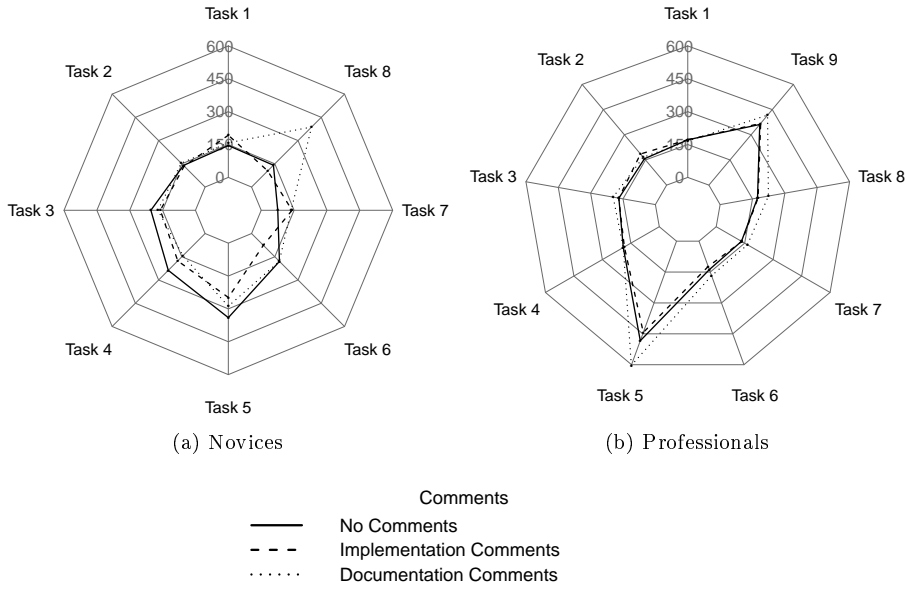 Task 1
Task 2
Task 3
Task 4
Task 5
Task 6
Task 7
Task 8
600
450
300
150
0
(a) Novices
Task 1
Task 2
Task 3
Task 4
Task 5
Task 6
Task 7
Task 8
Task 9
600
450
300
150
0
(b) Professionals
Comments
No Comments
Implementation Comments
Documentation Comments